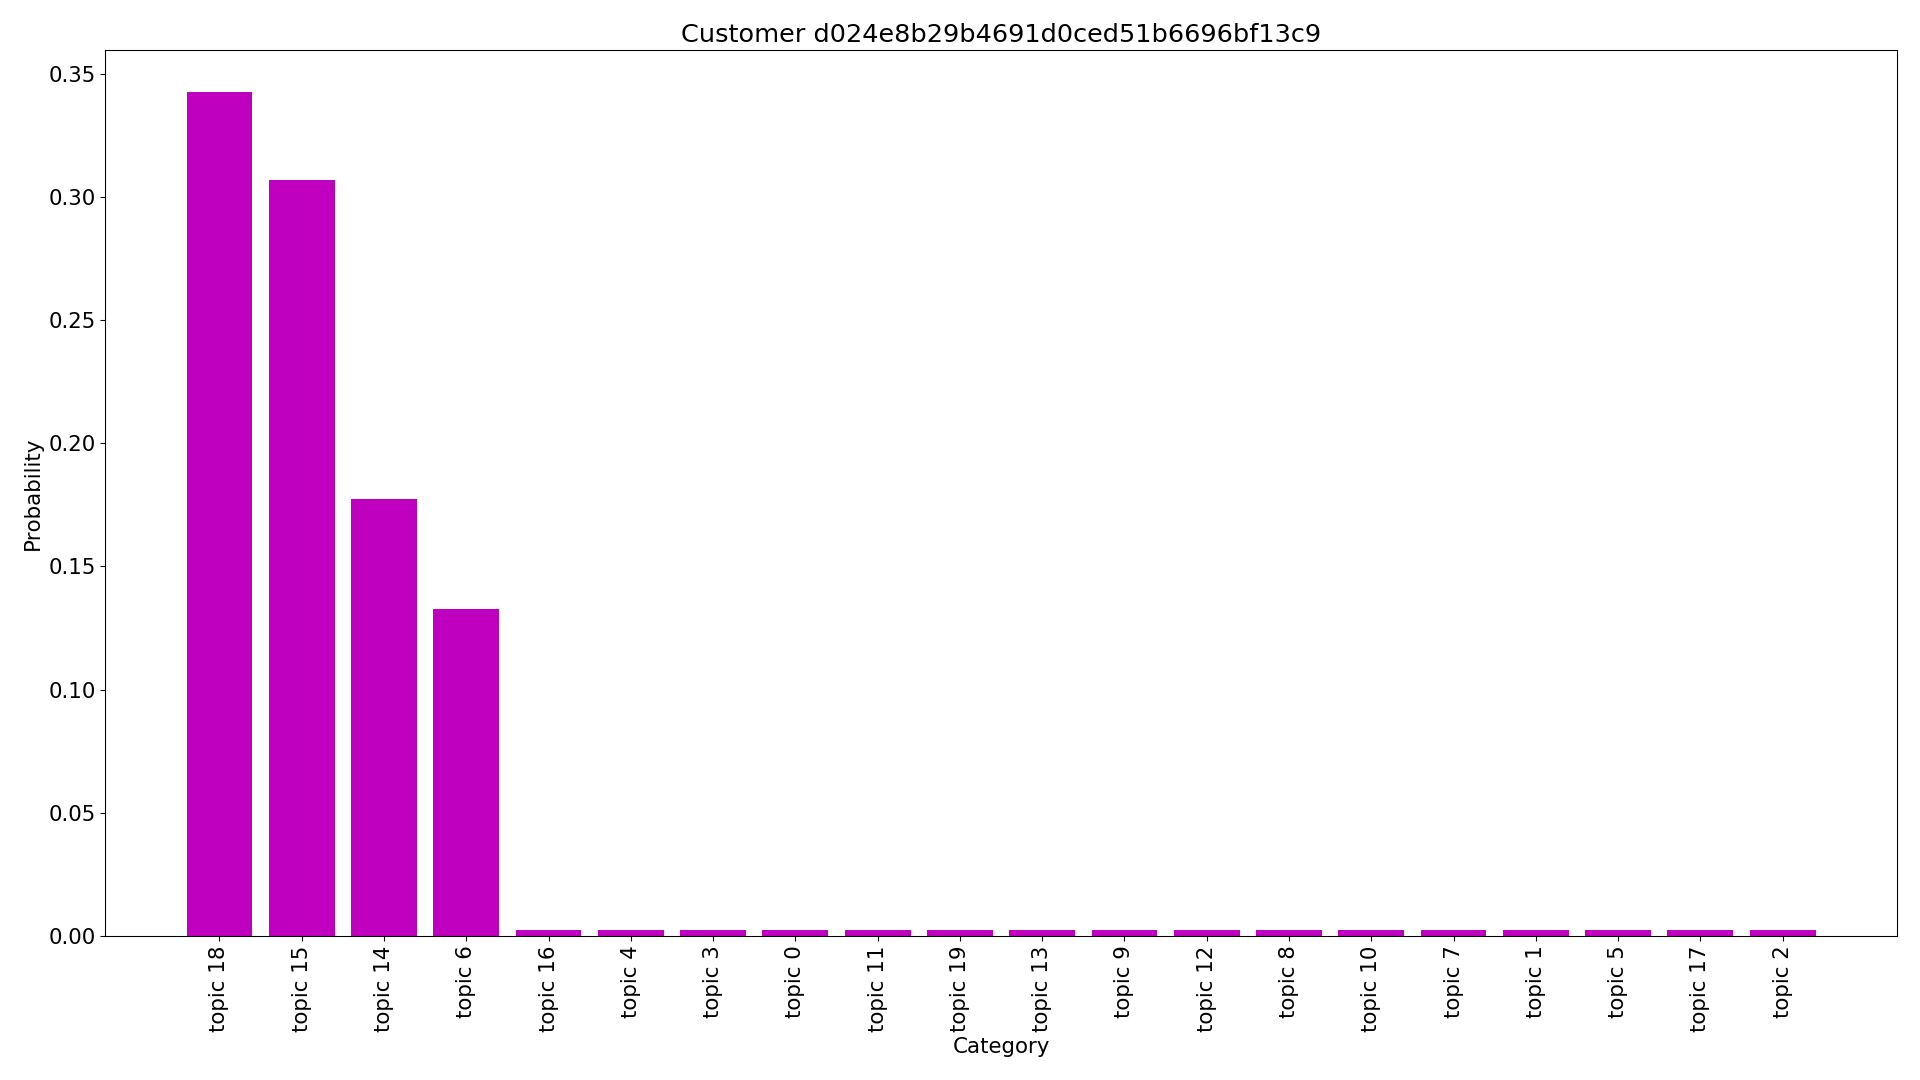 Customer d024e8b29b4691d0ced51b6696bf13c9
0.35
0.30
0.25
0.20
0.15
0.10
0.05
0.00
Probability
topic 18
topic 15
topic 14
topic 6
topic 16
topic 4
topic 3
topic 0
topic 11
topic 19
topic 13
topic 9
topic 12
topic 8
topic 10
topic 7
topic 1
topic 5
topic 17
topic 2
Category